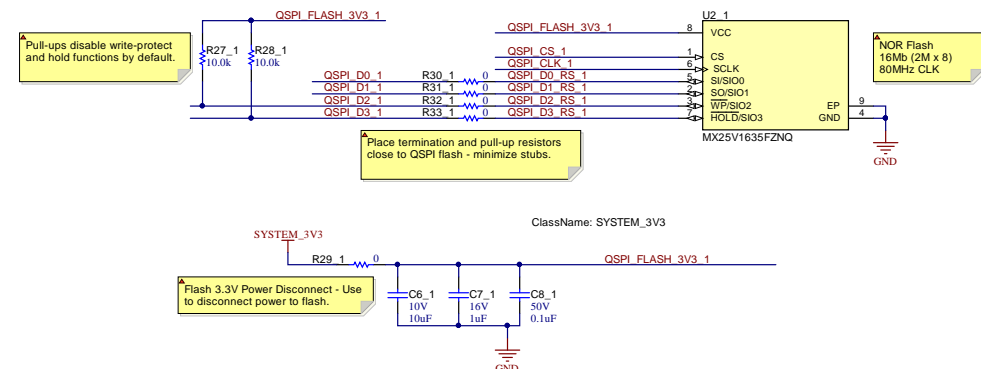 QSPI_FLASH_3V3_1
Pull-ups disable write-protect
and hold functions by default.
R27_1
10.0k
R28_1
10.0k
U2_1
QSPI_FLASH_3V3_1
8
VCC
QSPI_CS_1
1
CS
QSPI_CLK_1
6
SCLK
QSPI_D0_1
R30_1
0
QSPI_D0_RS_1
5
SI/SIO0
QSPI_D1_1
R31_1
0
QSPI_D1_RS_1
2
SO/SIO1
QSPI_D2_1
R32_1
0
QSPI_D2_RS_1
3
WP/SIO2
QSPI_D3_1
R33_1
0
QSPI_D3_RS_1
7
HOLD/SIO3
EP
9
GND
4
MX25V1635FZNQ
GND
NOR Flash
16Mb (2M x 8)
80MHz CLK
Place termination and pull-up resistors
close to QSPI flash - minimize stubs.
ClassName: SYSTEM_3V3
SYSTEM_3V3
R29_1
0
QSPI_FLASH_3V3_1
Flash 3.3V Power Disconnect - Use
to disconnect power to flash.
C6_1
10V
10uF
C7_1
16V
1uF
C8_1
50V
0.1uF
GND